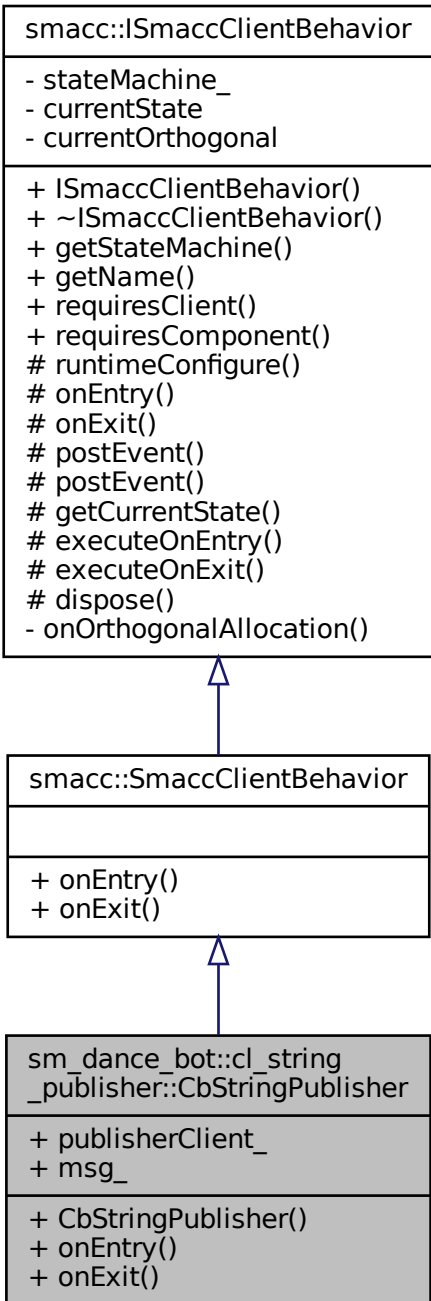 smacc::ISmaccClientBehavior
- stateMachine_
- currentState
- currentOrthogonal
+ ISmaccClientBehavior()
+ ~ISmaccClientBehavior()
+ getStateMachine()
+ getName()
+ requiresClient()
+ requiresComponent()
# runtimeConfigure()
# onEntry()
# onExit()
# postEvent()
# postEvent()
# getCurrentState()
# executeOnEntry()
# executeOnExit()
# dispose()
- onOrthogonalAllocation()
smacc::SmaccClientBehavior
+ onEntry()
+ onExit()
sm_dance_bot::cl_string
_publisher::CbStringPublisher
+ publisherClient_
+ msg_
+ CbStringPublisher()
+ onEntry()
+ onExit()